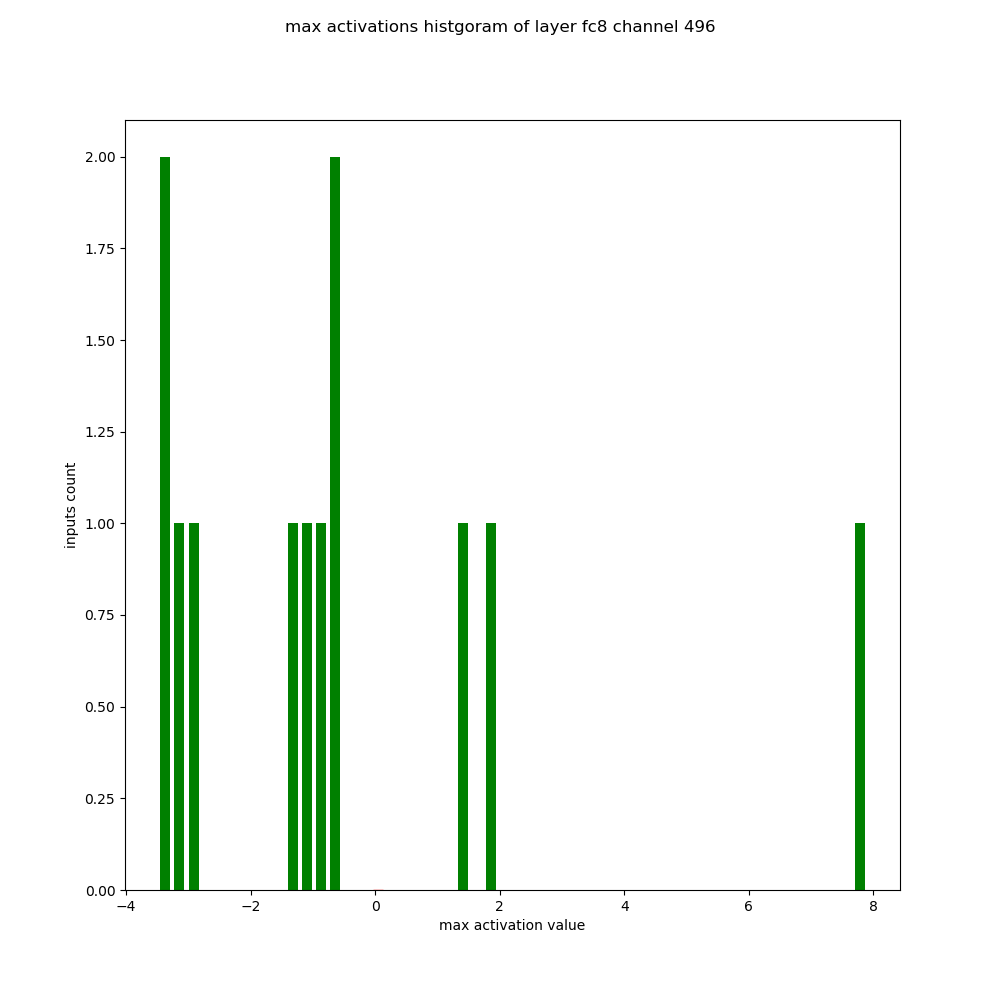 max activations histgoram of layer fc8 channel 496
2.00
1.75
1.50
1.25
1.00
0.75
0.50
0.25
0.00
inputs count
−4 −2 0 2 4 6 8
max activation value